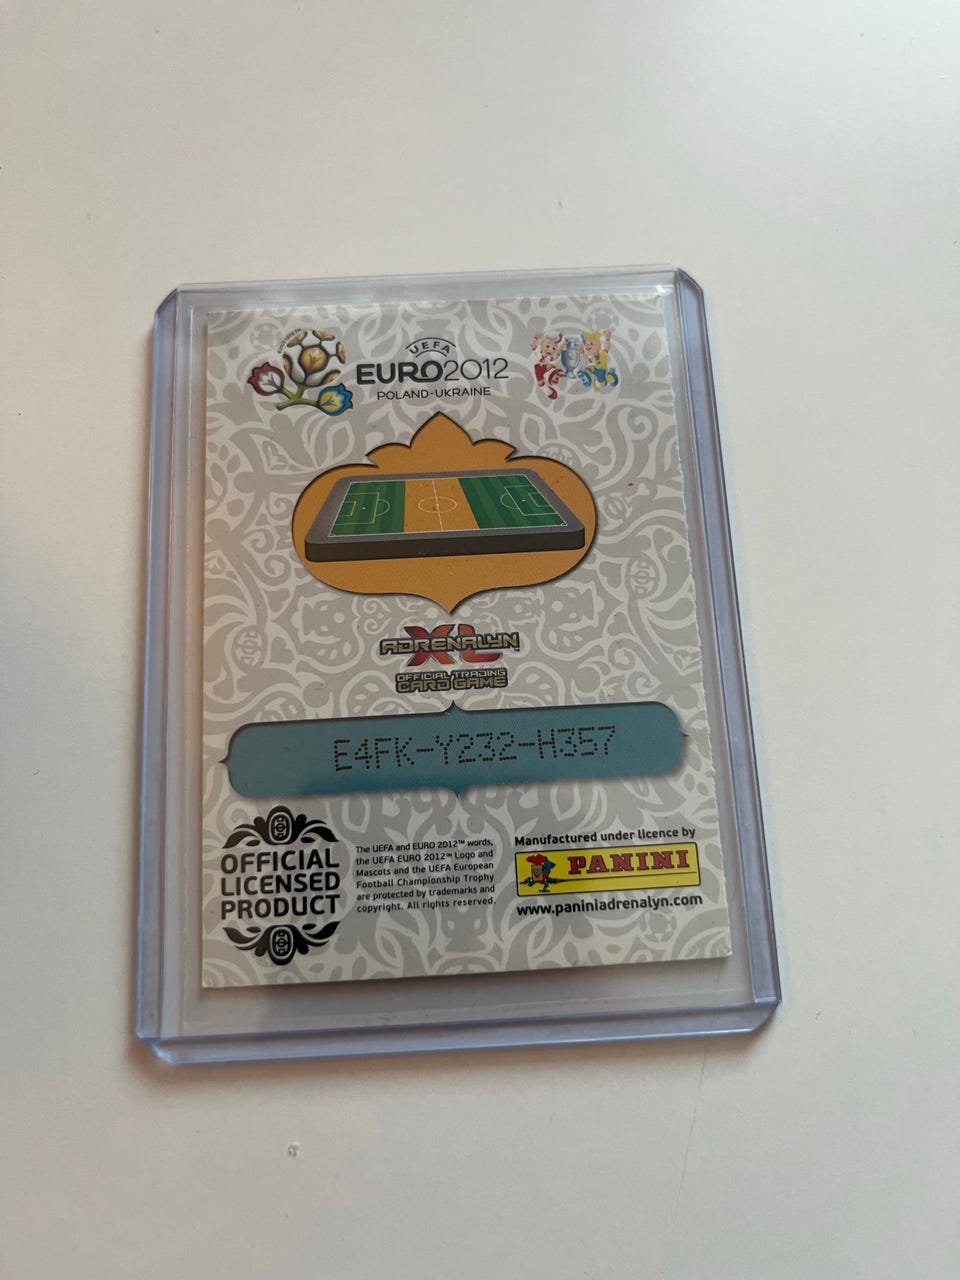 UEFA
EURO2012
POLAND-UKRAINE
ADRENALYN
XL
OFFICIAL TRADING
CARD GAME
E4FK-Y232-H357
OFFICIAL
LICENSED
PRODUCT
The UEFA and EURO 2012™ words,
the UEFA EURO 2012™ Logo and
Mascots and the UEFA European
Football Championship Trophy
are protected by trademarks and
copyright. All rights reserved.
Manufactured under licence by
PANINI
www.paniniadrenalyn.com